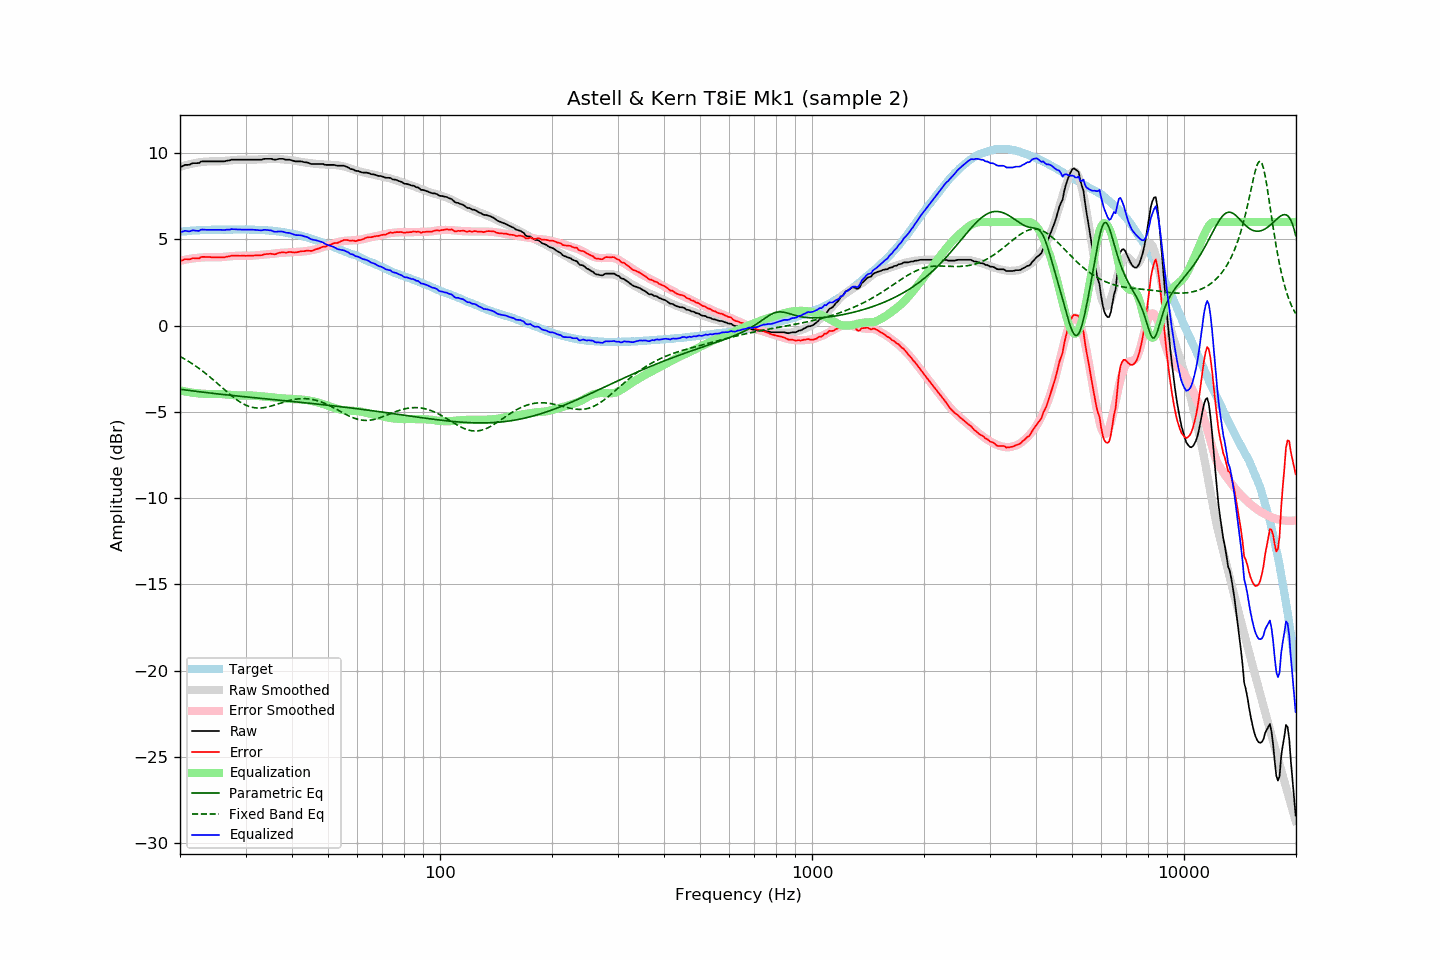 Astell & Kern T8iE Mk1 (sample 2)
Amplitude (dBr)
10
5
0
−5
−10
−15
−20
−25
−30
Target
Raw Smoothed
Error Smoothed
Raw
Error
Equalization
Parametric Eq
Fixed Band Eq
Equalized
100
1000
10000
Frequency (Hz)